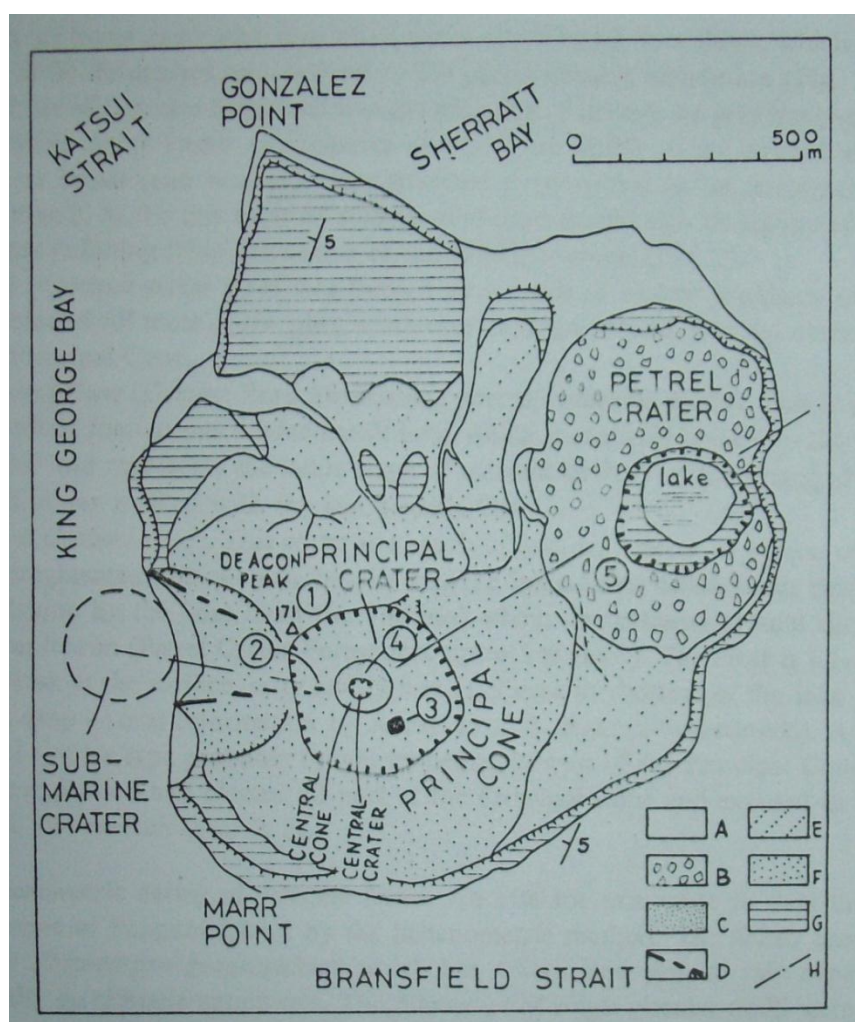 KATSUI
STRAIT
GONZALEZ
POINT
SHERRATT
BAY
0 500
m
5
KING GEORGE BAY
PETREL
CRATER
lake
DEACON
PEAK
PRINCIPAL
CRATER
171
1
2
4
5
3
PRINCIPAL
CONE
SUB-
MARINE
CRATER
CENTRAL
CONE
CENTRAL
CRATER
5
MARR
POINT
BRANSFIELD STRAIT
A E
B F
C G
D H